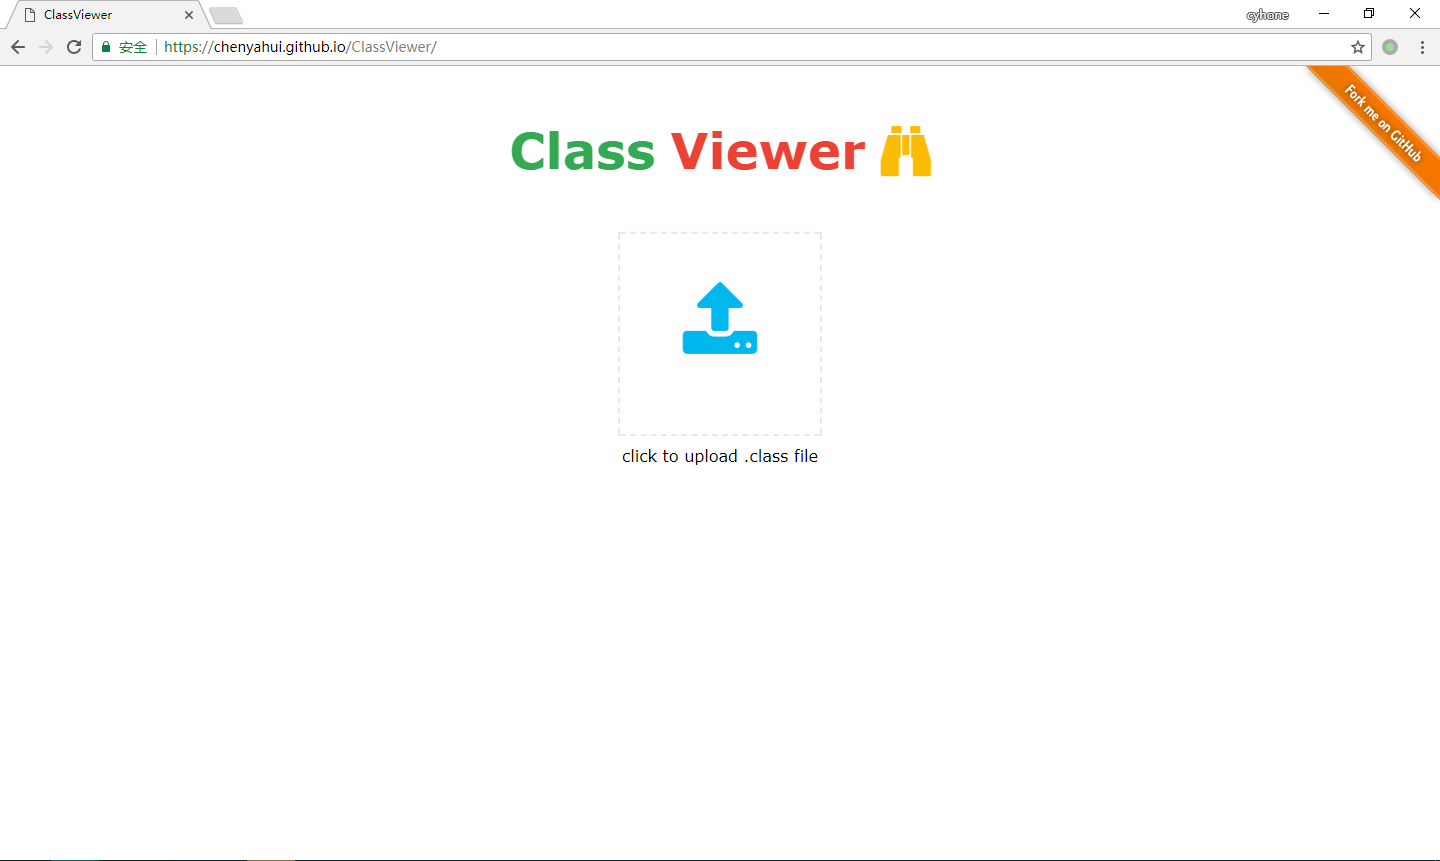 ClassViewer
cyhone
安全 https://chenyahui.github.io/ClassViewer/
Fork me on GitHub
Class Viewer
click to upload .class file